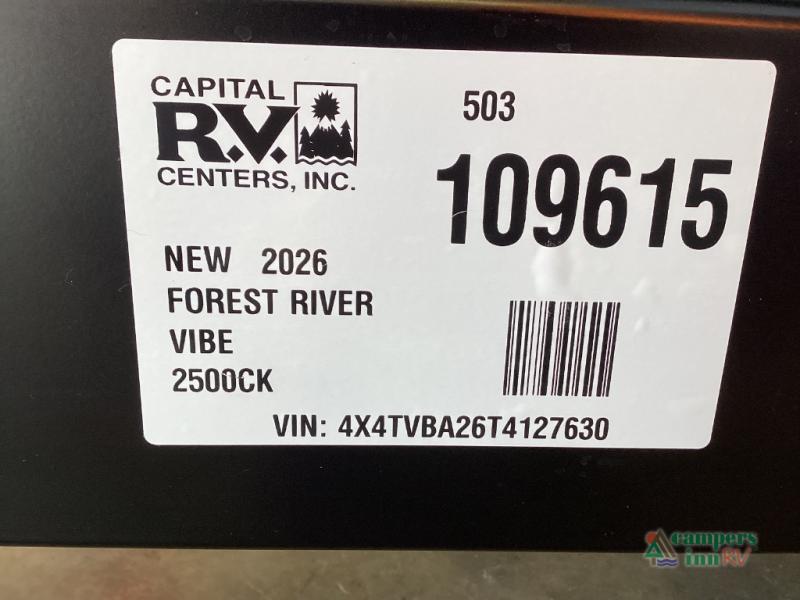 CAPITAL
R.V.
CENTERS, INC.
503
109615
NEW 2026
FOREST RIVER
VIBE
2500CK
VIN: 4X4TVBA26T4127630
campers
inn RV